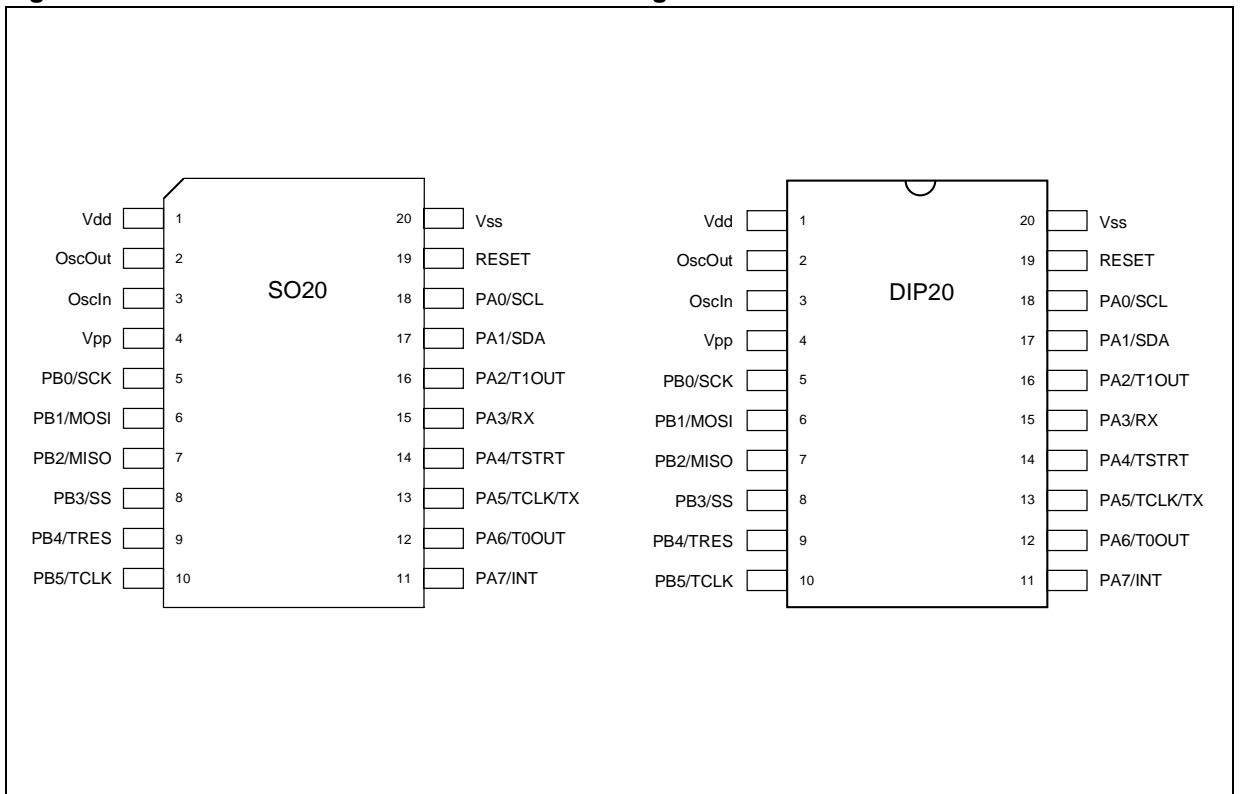 SO20
Vdd 1 20 Vss
OscOut 2 19 RESET
OscIn 3 18 PA0/SCL
Vpp 4 17 PA1/SDA
PB0/SCK 5 16 PA2/T1OUT
PB1/MOSI 6 15 PA3/RX
PB2/MISO 7 14 PA4/TSTRT
PB3/SS 8 13 PA5/TCLK/TX
PB4/TRES 9 12 PA6/T0OUT
PB5/TCLK 10 11 PA7/INT
DIP20
Vdd 1 20 Vss
OscOut 2 19 RESET
OscIn 3 18 PA0/SCL
Vpp 4 17 PA1/SDA
PB0/SCK 5 16 PA2/T1OUT
PB1/MOSI 6 15 PA3/RX
PB2/MISO 7 14 PA4/TSTRT
PB3/SS 8 13 PA5/TCLK/TX
PB4/TRES 9 12 PA6/T0OUT
PB5/TCLK 10 11 PA7/INT